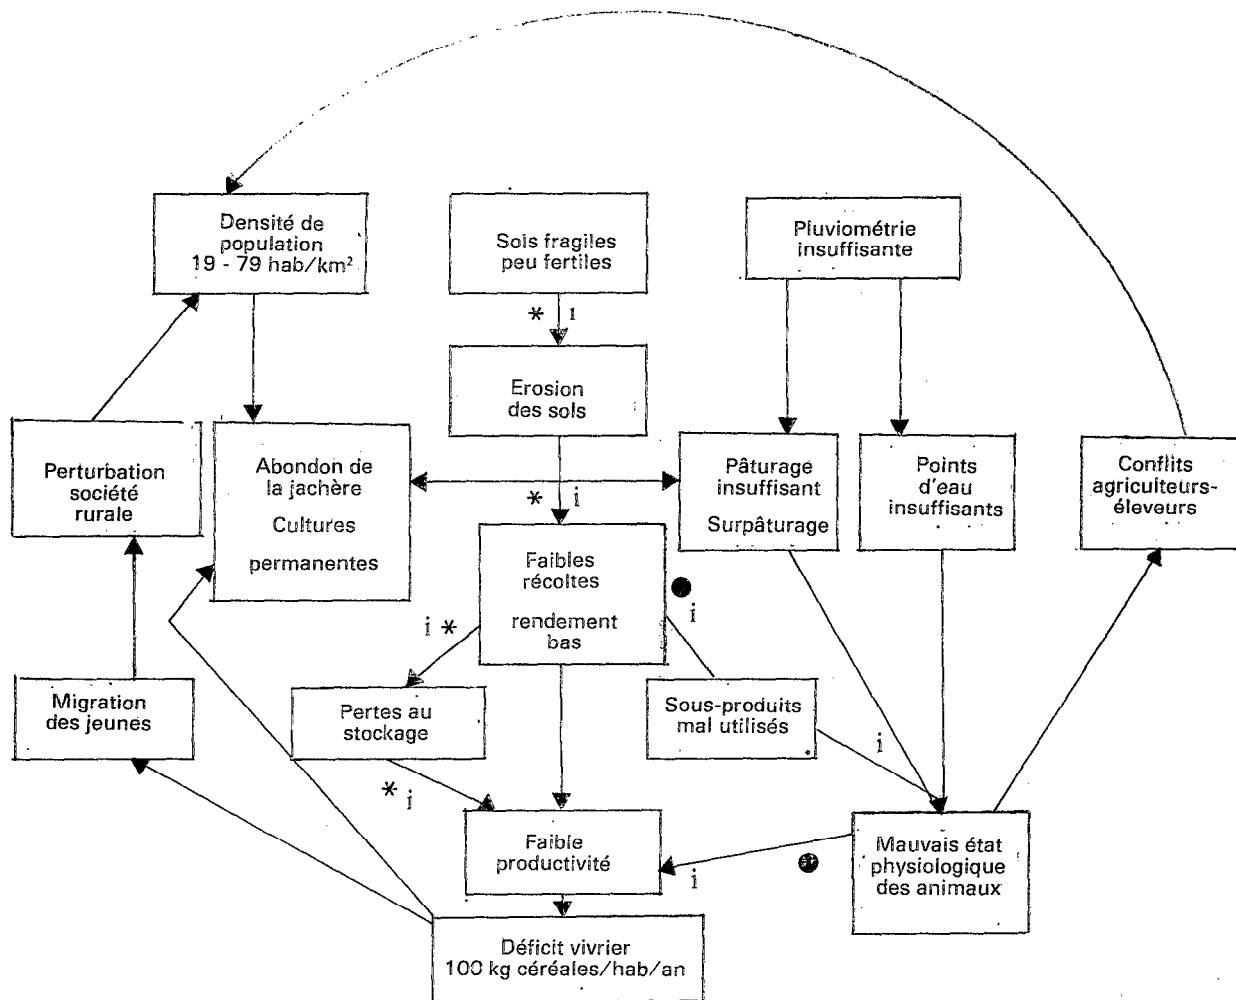 Densité de
population
19 - 79 hab/km²
Sols fragiles
peu fertiles
Pluviométrie
insuffisante
* i
Erosion
des sols
Perturbation
société
rurale
Abondon de
la jachère
Cultures
permanentes
* i
Pâturage
insuffisant
Surpâturage
Points
d'eau
insuffisants
Conflits
agriculteurs-
éleveurs
Faibles
récoltes
rendement
bas
i
i *
Migration
des jeunes
Pertes au
stockage
Sous-produits
mal utilisés
i
* i
Faible
productivité
i
Mauvais état
physiologique
des animaux
Déficit vivrier
100 kg céréales/hab/an